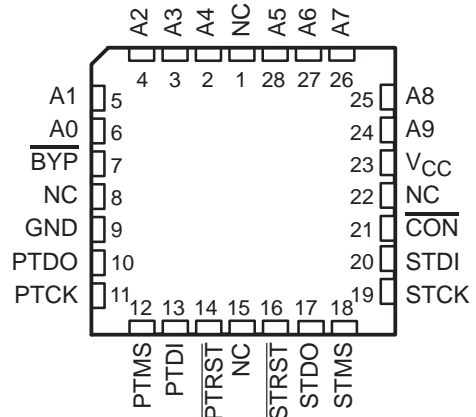 A2 A3 A4 NC A5 A6 A7
4 3 2 1 28 27 26
A1 5 25 A8
A0 6 24 A9
BYP 7 23 VCC
NC 8 22 NC
GND 9 21 CON
PTDO 10 20 STDI
PTCK 11 19 STCK
12 13 14 15 16 17 18
PTMS PTDI PTRST NC STRST STDO STMS